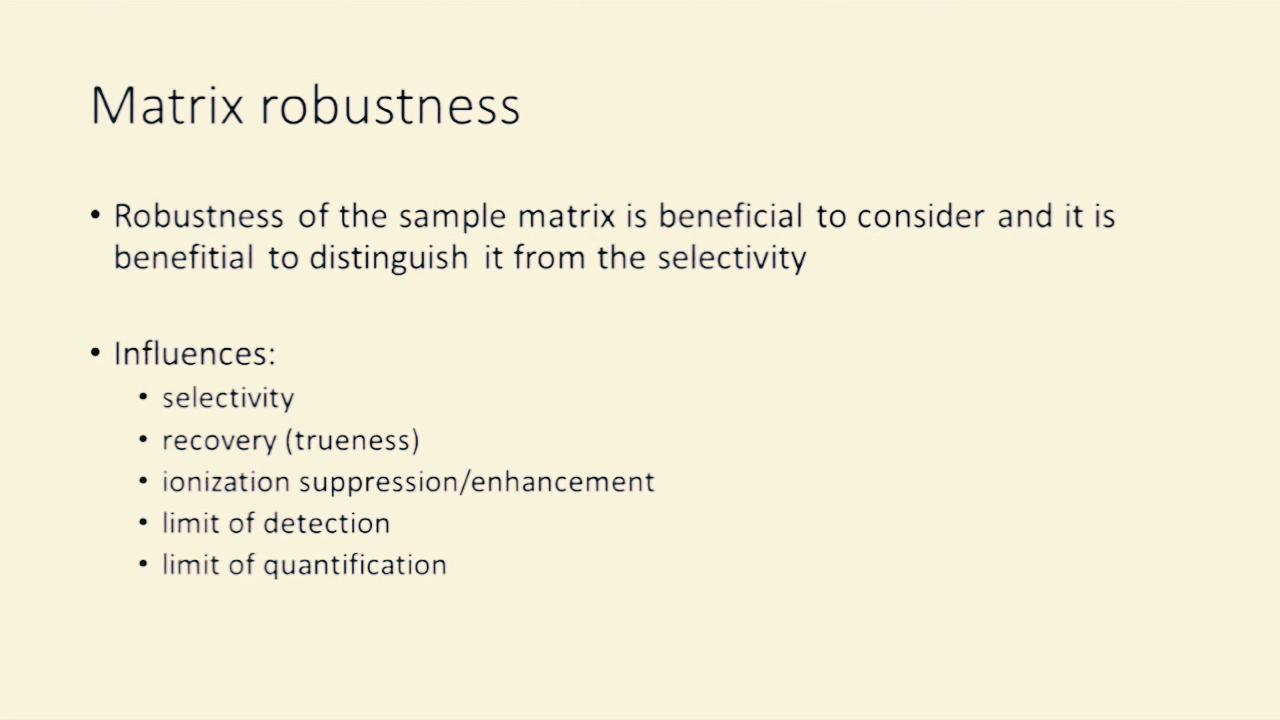 Matrix robustness
• Robustness of the sample matrix is beneficial to consider and it is
benefitial to distinguish it from the selectivity
• Influences:
• selectivity
• recovery (trueness)
• ionization suppression/enhancement
• limit of detection
• limit of quantification